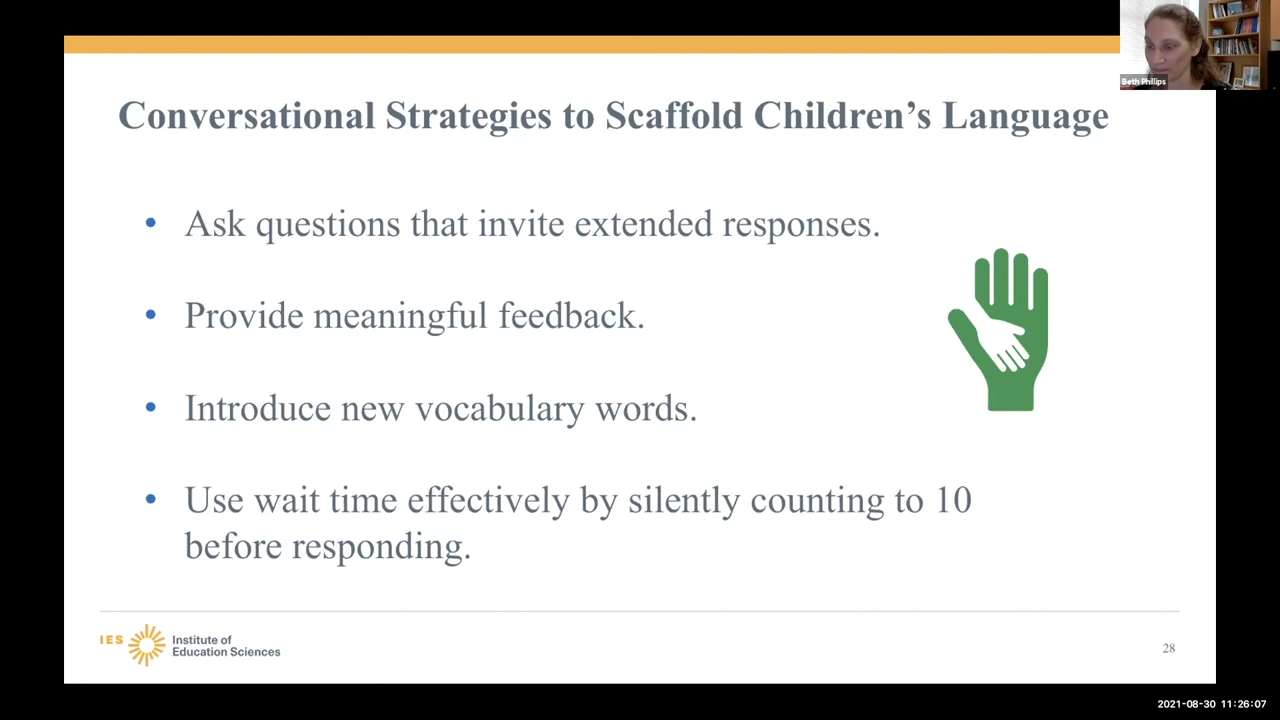 Beth Phillips
Conversational Strategies to Scaffold Children’s Language
• Ask questions that invite extended responses.
• Provide meaningful feedback.
• Introduce new vocabulary words.
• Use wait time effectively by silently counting to 10
before responding.
IES
Institute of
Education Sciences
28
2021-08-30 11:26:07